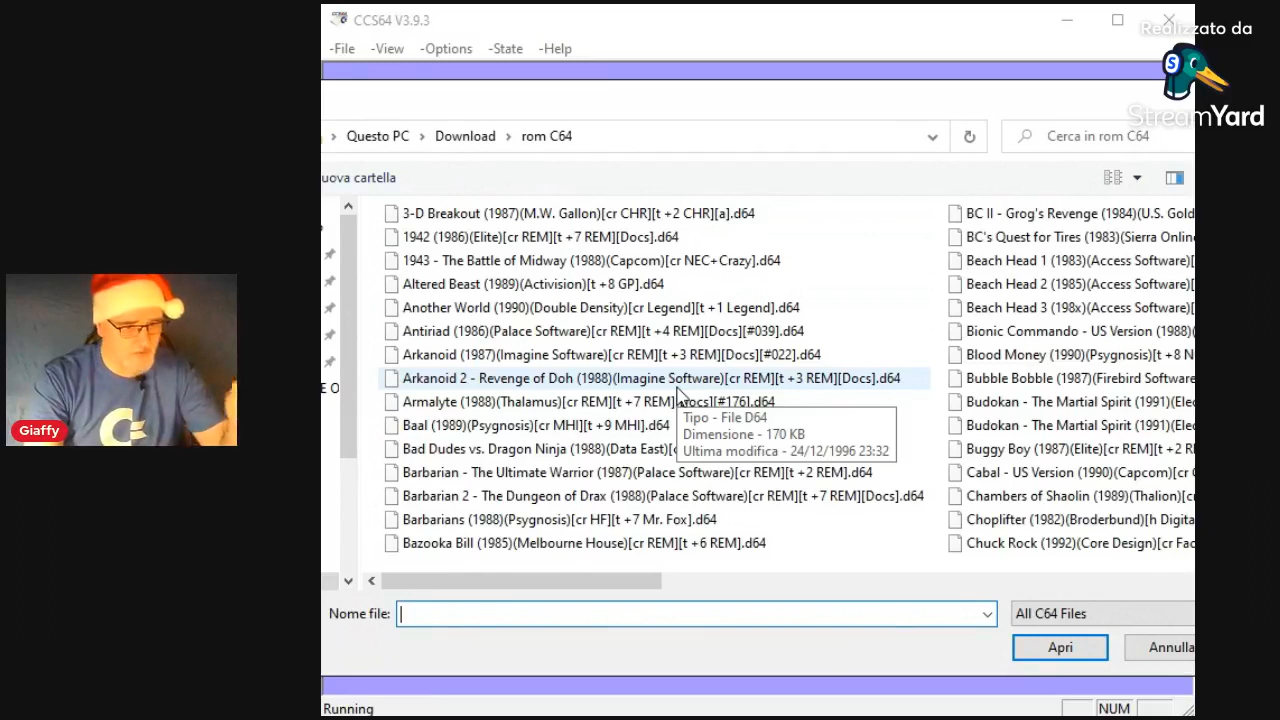 CCS64 V3.9.3
Realizzato da
StreamYard
-File -View -Options -State -Help
Questo PC Download rom C64
Cerca in rom C64
uova cartella
3-D Breakout (1987)(M.W. Gallon)[cr CHR][t +2 CHR][a].d64
1942 (1986)(Elite)[cr REM][t +7 REM][Docs].d64
1943 - The Battle of Midway (1988)(Capcom)[cr NEC+Crazy].d64
Altered Beast (1989)(Activision)[t +8 GP].d64
Another World (1990)(Double Density)[cr Legend][t +1 Legend].d64
Antiriad (1986)(Palace Software)[cr REM][t +4 REM][Docs][#039].d64
Arkanoid (1987)(Imagine Software)[cr REM][t +3 REM][Docs][#022].d64
Arkanoid 2 - Revenge of Doh (1988)(Imagine Software)[cr REM][t +3 REM][Docs].d64
Armalyte (1988)(Thalamus)[cr REM][t +7 REM][Docs][#176].d64
Baal (1989)(Psygnosis)[cr MHI][t +9 MHI].d64
Bad Dudes vs. Dragon Ninja (1988)(Data East)[c
Barbarian - The Ultimate Warrior (1987)(Palace Software)[cr REM][t +2 REM].d64
Barbarian 2 - The Dungeon of Drax (1988)(Palace Software)[cr REM][t +7 REM][Docs].d64
Barbarians (1988)(Psygnosis)[cr HF][t +7 Mr. Fox].d64
Bazooka Bill (1985)(Melbourne House)[cr REM][t +6 REM].d64
Tipo - File D64
Dimensione - 170 KB
Ultima modifica - 24/12/1996 23:32
BC II - Grog's Revenge (1984)(U.S. Gold
BC's Quest for Tires (1983)(Sierra Online
Beach Head 1 (1983)(Access Software)[
Beach Head 2 (1985)(Access Software)[
Beach Head 3 (198x)(Access Software)[
Bionic Commando - US Version (1988)(
Blood Money (1990)(Psygnosis)[t +8 N
Bubble Bobble (1987)(Firebird Software
Budokan - The Martial Spirit (1991)(E
Budokan - The Martial Spirit (1991)(E
Buggy Boy (1987)(Elite)[cr REM][t +2 R
Cabal - US Version (1990)(Capcom)[cr
Chambers of Shaolin (1989)(Thalion)[cr
Choplifter (1982)(Broderbund)[h Digita
Chuck Rock (1992)(Core Design)[cr Fac
E O
Giaffy
Nome file:
All C64 Files
Apri Annulla
Running
NUM